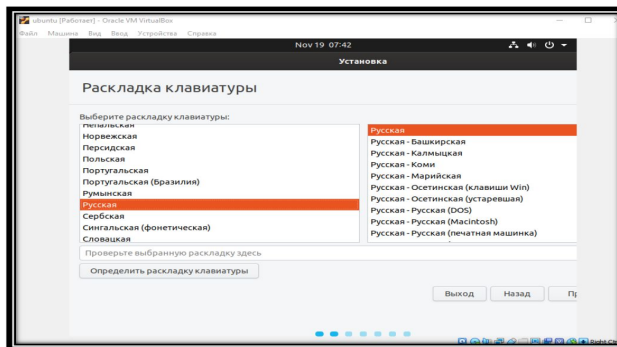 ubuntu [Работает] - Oracle VM VirtualBox
Файл Машина Вид Ввод Устройства Справка
Nov 19 07:42
Установка
Раскладка клавиатуры
Выберите раскладку клавиатуры:
Непальская
Норвежская
Персидская
Польская
Португальская
Португальская (Бразилия)
Румынская
Русская
Сербская
Сингальская (фонетическая)
Словацкая
Русская
Русская - Башкирская
Русская - Калмыцкая
Русская - Коми
Русская - Марийская
Русская - Осетинская (клавиши Win)
Русская - Осетинская (устаревшая)
Русская - Русская (DOS)
Русская - Русская (Macintosh)
Русская - Русская (печатная машинка)
Проверьте выбранную раскладку здесь
Определить раскладку клавиатуры
Выход Назад Пр
Right Ch